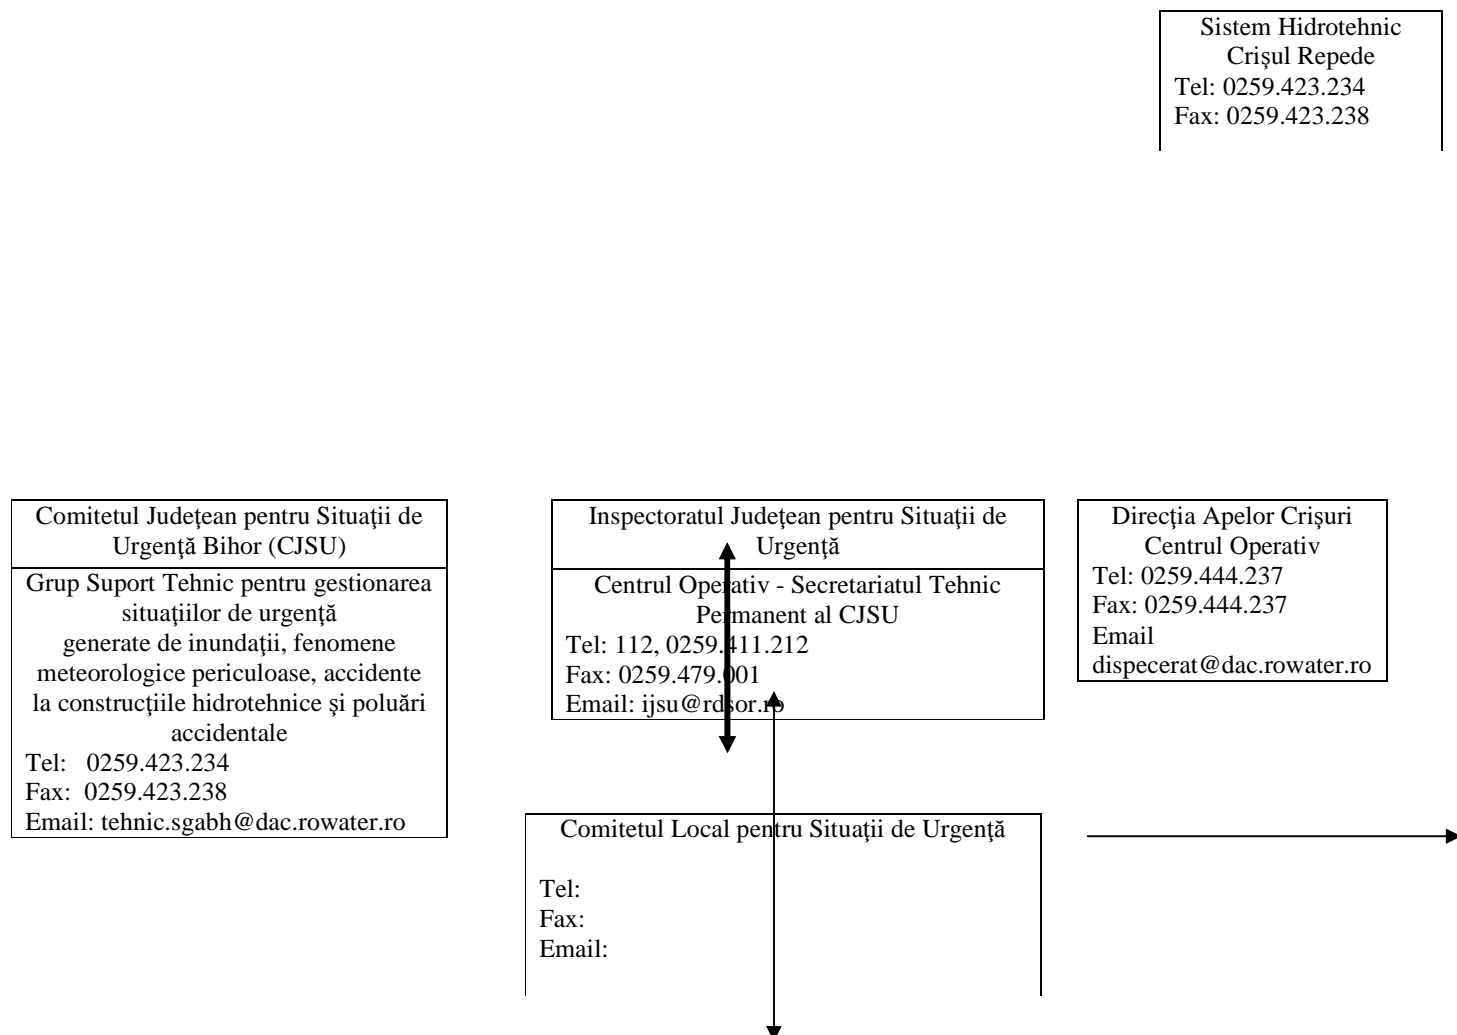 Sistem Hidrotehnic
Crişul Repede
Tel: 0259.423.234
Fax: 0259.423.238
Comitetul Judeţean pentru Situaţii de
Urgenţă Bihor (CJSU)
Grup Suport Tehnic pentru gestionarea
situaţiilor de urgenţă
generate de inundaţii, fenomene
meteorologice periculoase, accidente
la construcţiile hidrotehnice şi poluări
accidentale
Tel: 0259.423.234
Fax: 0259.423.238
Email: tehnic.sgabh@dac.rowater.ro
Inspectoratul Judeţean pentru Situaţii de
Urgenţă
Centrul Operativ - Secretariatul Tehnic
Permanent al CJSU
Tel: 112, 0259.411.212
Fax: 0259.479.001
Email: ijsu@rdsor.ro
Direcţia Apelor Crişuri
Centrul Operativ
Tel: 0259.444.237
Fax: 0259.444.237
Email
dispecerat@dac.rowater.ro
Comitetul Local pentru Situaţii de Urgenţă
Tel:
Fax:
Email: